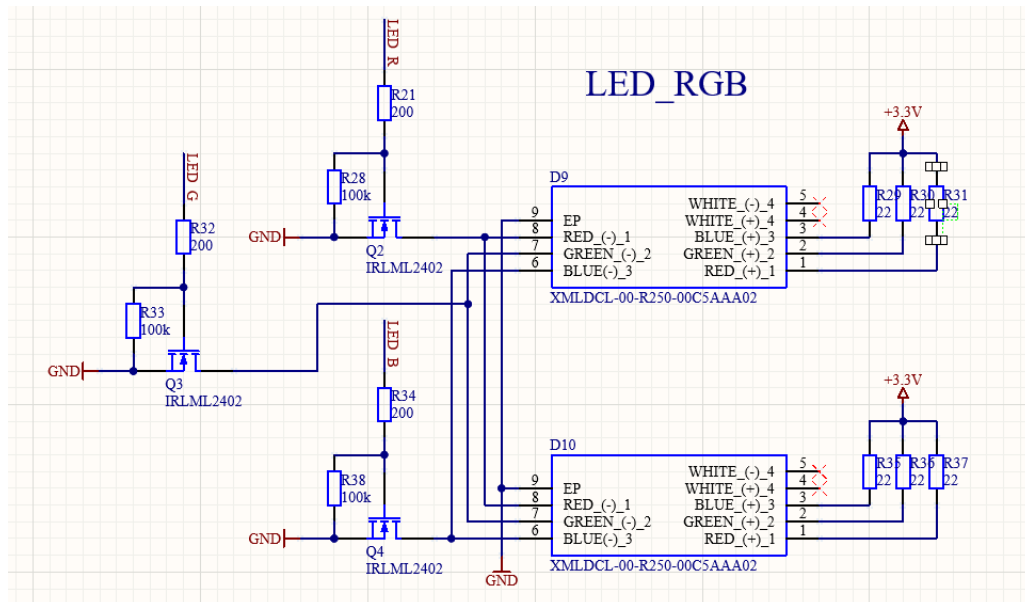 LED_RGB
LED_R
R21
200
R28
100k
GND
Q2
IRLML2402
LED_G
R32
200
R33
100k
GND
Q3
IRLML2402
LED_B
R34
200
R38
100k
GND
Q4
IRLML2402
D9
9 EP
8 RED_(-)_1
7 GREEN_(-)_2
6 BLUE(-)_3
WHITE_(-)_4 5
WHITE_(+)_4 4
BLUE_(+)_3 3
GREEN_(+)_2 2
RED_(+)_1 1
XMLDCL-00-R250-00C5AAA02
+3.3V
R29 R30 R31
22 22 22
D10
9 EP
8 RED_(-)_1
7 GREEN_(-)_2
6 BLUE(-)_3
WHITE_(-)_4 5
WHITE_(+)_4 4
BLUE_(+)_3 3
GREEN_(+)_2 2
RED_(+)_1 1
XMLDCL-00-R250-00C5AAA02
+3.3V
R35 R36 R37
22 22 22
GND